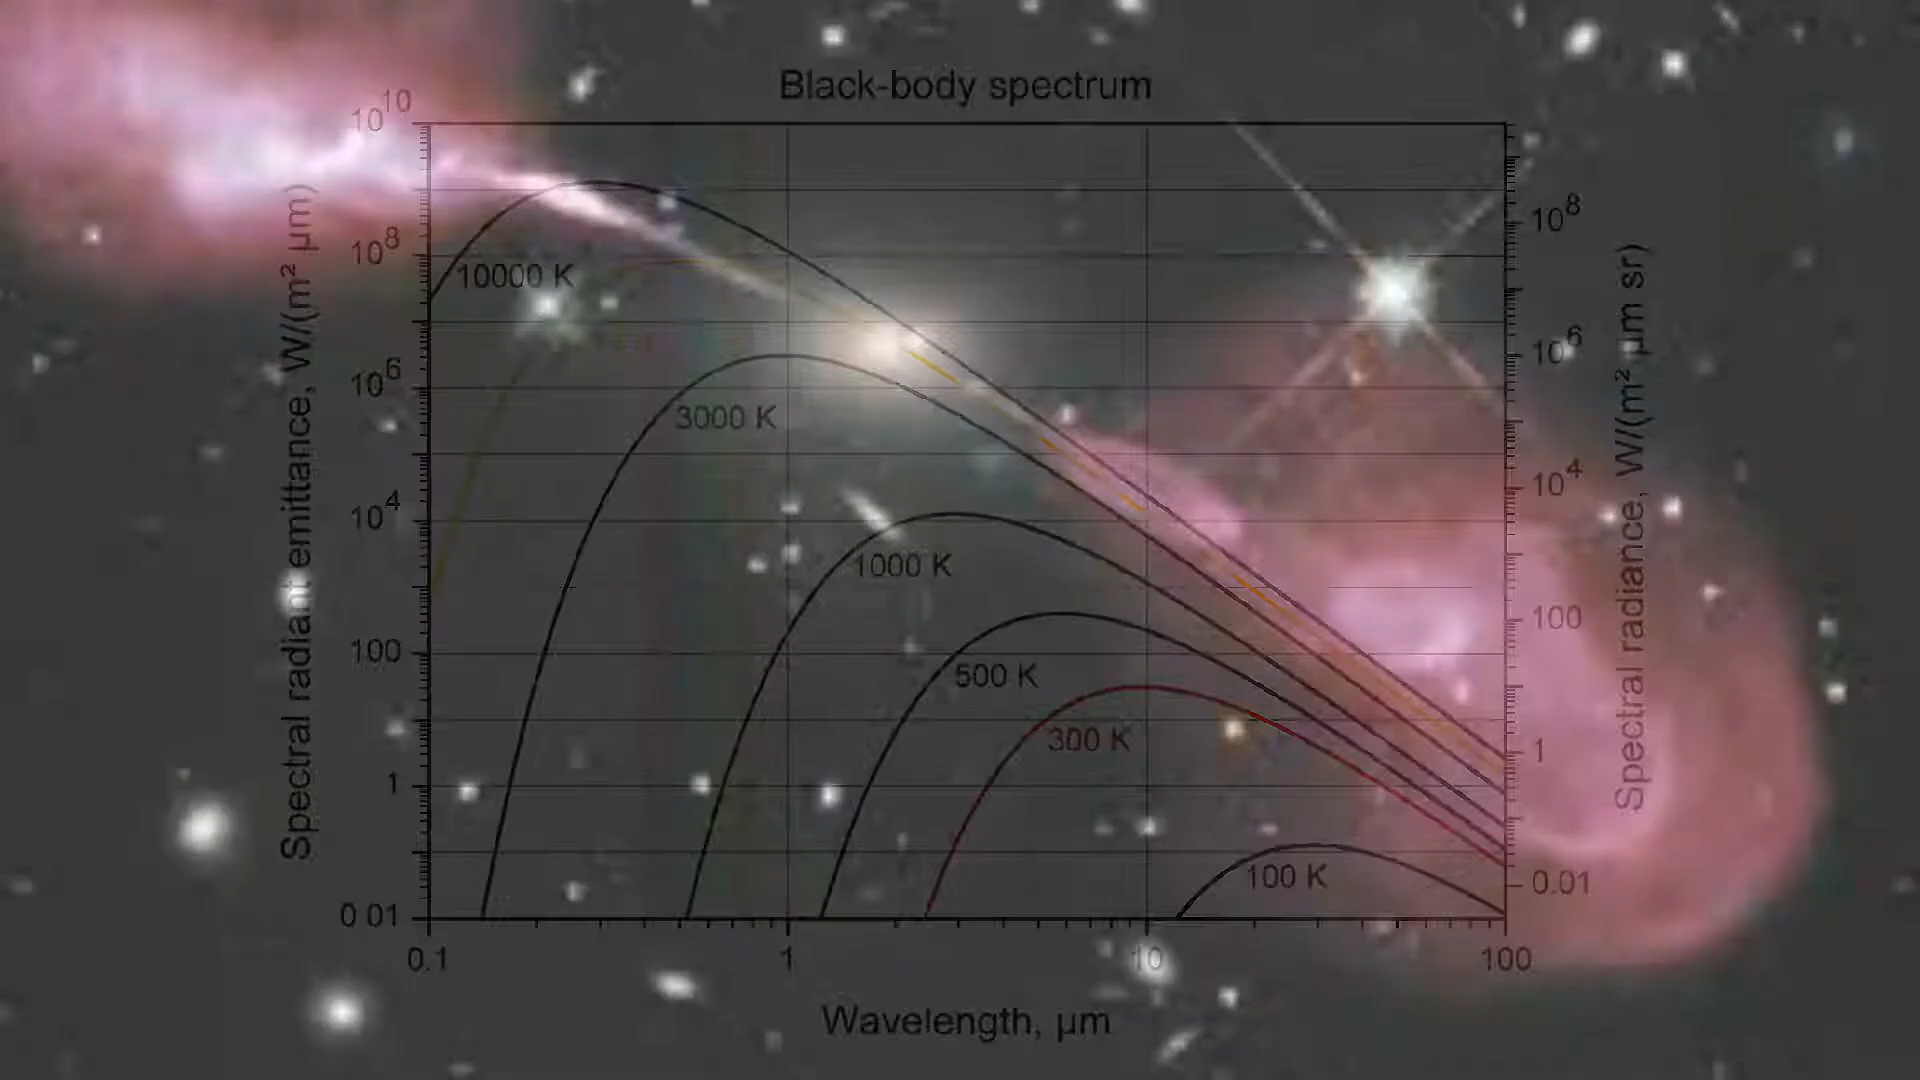 Black-body spectrum
Spectral radiant emittance, W/(m² µm)
10^10
10^8
10^6
10^4
100
1
0 01
10000 K
3000 K
1000 K
500 K
300 K
100 K
10^8
10^6
10^4
100
1
0.01
Spectral radiance, W/(m² µm sr)
0.1 1 10 100
Wavelength, µm